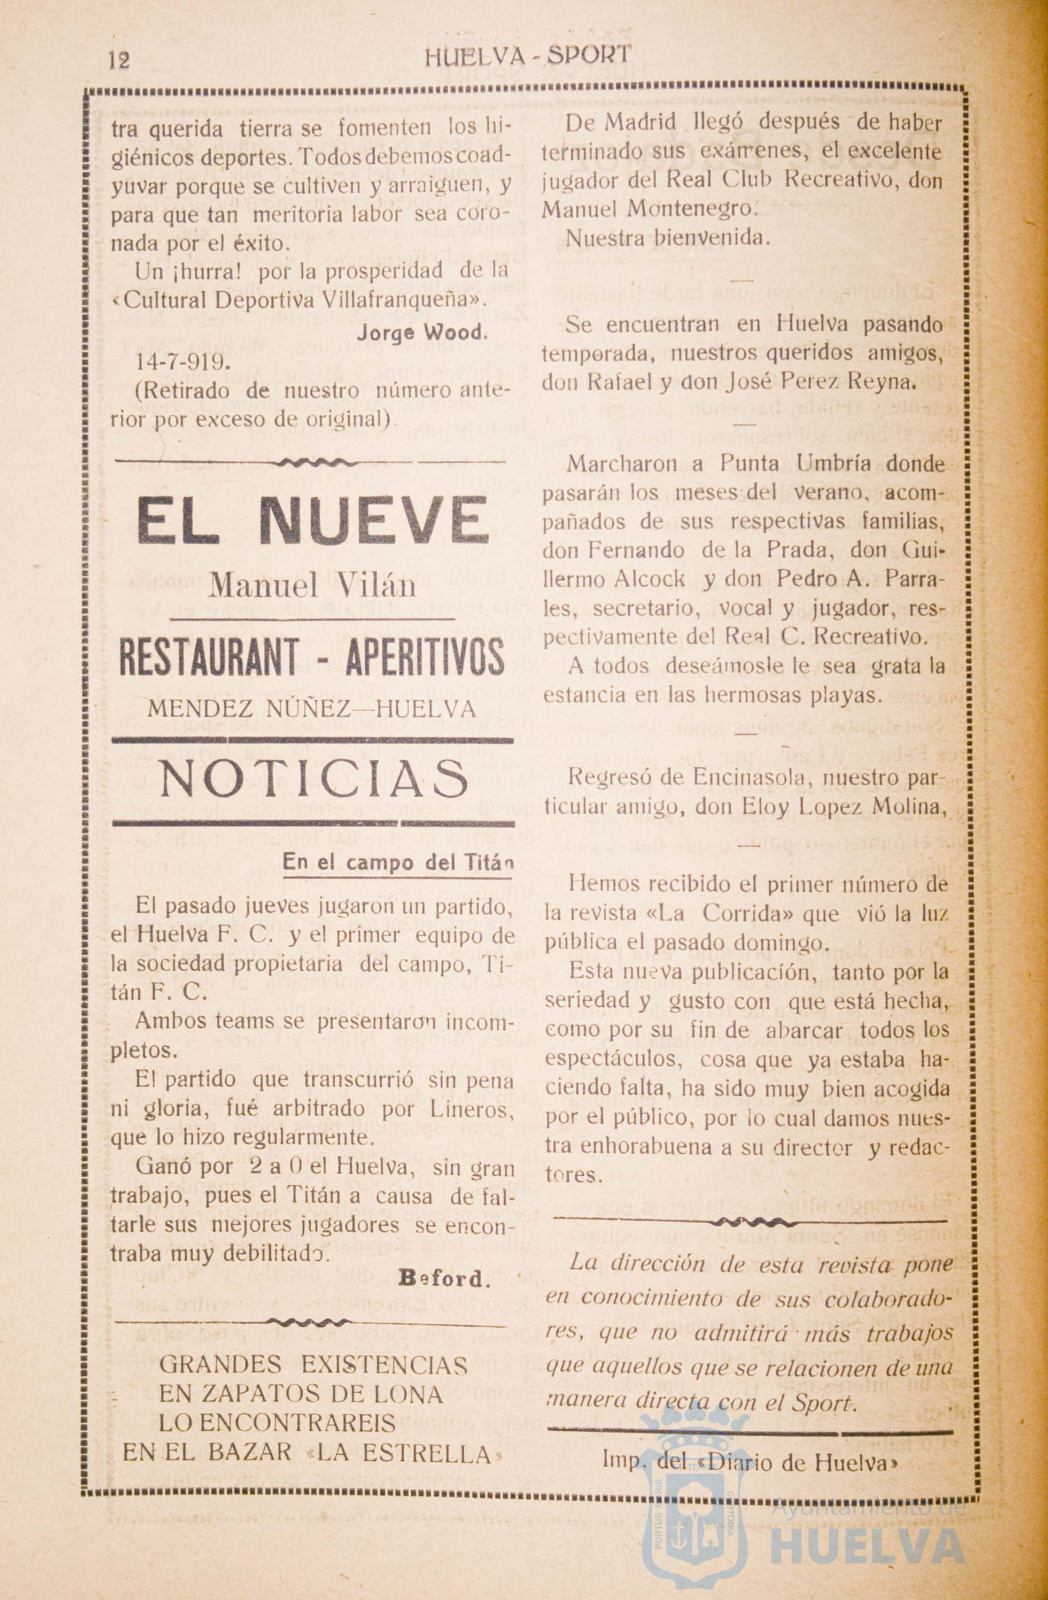 12
HUELVA - SPORT
tra querida tierra se fomenten los hi-
giénicos deportes. Todos debemos coad-
yuvar porque se cultiven y arraiguen, y
para que tan meritoria labor sea coro-
nada por el éxito.
Un ¡hurra! por la prosperidad de la
«Cultural Deportiva Villafranqueña».
Jorge Wood.
14-7-919.
(Retirado de nuestro número ante-
rior por exceso de original)
EL NUEVE
Manuel Vilán
RESTAURANT - APERITIVOS
MENDEZ NÚÑEZ—HUELVA
NOTICIAS
En el campo del Titán
El pasado jueves jugaron un partido,
el Huelva F. C. y el primer equipo de
la sociedad propietaria del campo, Ti-
tán F. C.
Ambos teams se presentaron incom-
pletos.
El partido que transcurrió sin pena
ni gloria, fué arbitrado por Lineros,
que lo hizo regularmente.
Ganó por 2 a 0 el Huelva, sin gran
trabajo, pues el Titán a causa de fal-
tarle sus mejores jugadores se encon-
traba muy debilitado.
Beford.
GRANDES EXISTENCIAS
EN ZAPATOS DE LONA
LO ENCONTRAREIS
EN EL BAZAR «LA ESTRELLA»
De Madrid llegó después de haber
terminado sus exámenes, el excelente
jugador del Real Club Recreativo, don
Manuel Montenegro.
Nuestra bienvenida.
—
Se encuentran en Huelva pasando
temporada, nuestros queridos amigos,
don Rafael y don José Perez Reyna.
—
Marcharon a Punta Umbría donde
pasarán los meses del verano, acom-
pañados de sus respectivas familias,
don Fernando de la Prada, don Gui-
llermo Alcock y don Pedro A. Parra-
les, secretario, vocal y jugador, res-
pectivamente del Real C. Recreativo.
A todos deseámosle le sea grata la
estancia en las hermosas playas.
—
Regresó de Encinasola, nuestro par-
ticular amigo, don Eloy Lopez Molina,
—
Hemos recibido el primer número de
la revista «La Corrida» que vió la luz
pública el pasado domingo.
Esta nueva publicación, tanto por la
seriedad y gusto con que está hecha,
como por su fin de abarcar todos los
espectáculos, cosa que ya estaba ha-
ciendo falta, ha sido muy bien acogida
por el público, por lo cual damos nues-
tra enhorabuena a su director y redac-
tores.
La dirección de esta revista pone
en conocimiento de sus colaborado-
res, que no admitirá más trabajos
que aquellos que se relacionen de una
manera directa con el Sport.
Imp. del «Diario de Huelva»
Ayuntamiento de
HUELVA